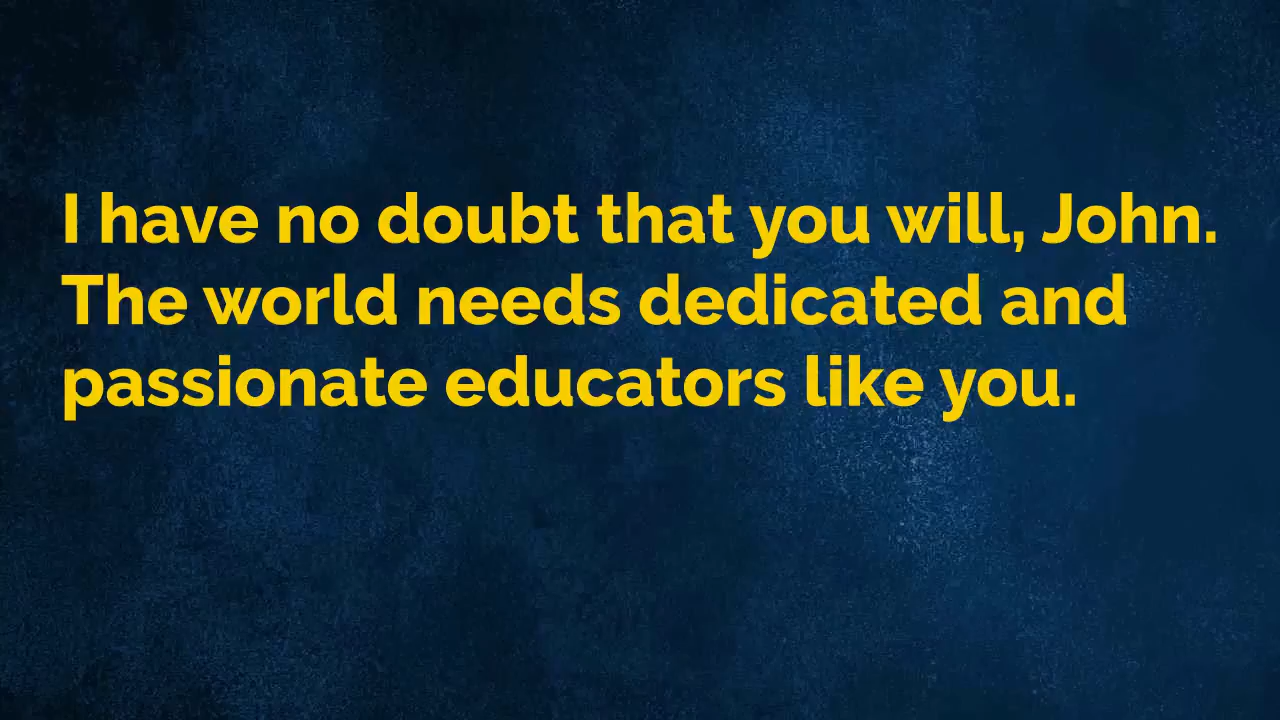 I have no doubt that you will, John.
The world needs dedicated and
passionate educators like you.